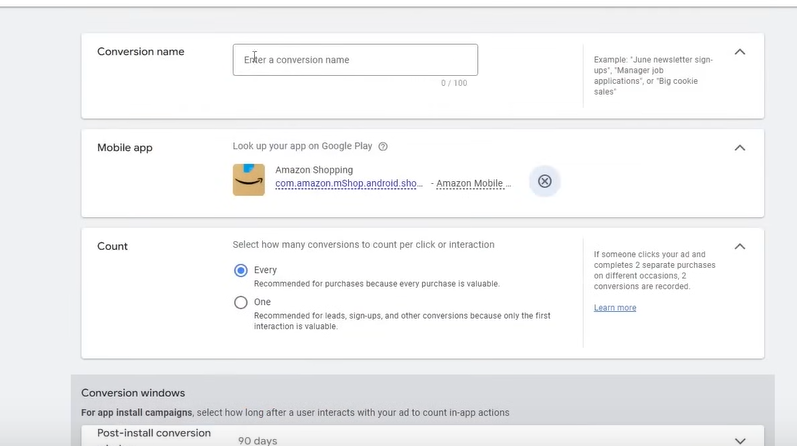 Conversion name
Enter a conversion name
0 / 100
Example: "June newsletter sign-
ups", "Manager job
applications", or "Big cookie
sales"
Mobile app
Look up your app on Google Play
Amazon Shopping
com.amazon.mShop.android.sho... - Amazon Mobile ...
Count
Select how many conversions to count per click or interaction
Every
Recommended for purchases because every purchase is valuable.
One
Recommended for leads, sign-ups, and other conversions because only the first
interaction is valuable.
If someone clicks your ad and
completes 2 separate purchases
on different occasions, 2
conversions are recorded.
Learn more
Conversion windows
For app install campaigns, select how long after a user interacts with your ad to count in-app actions
Post-install conversion
90 days